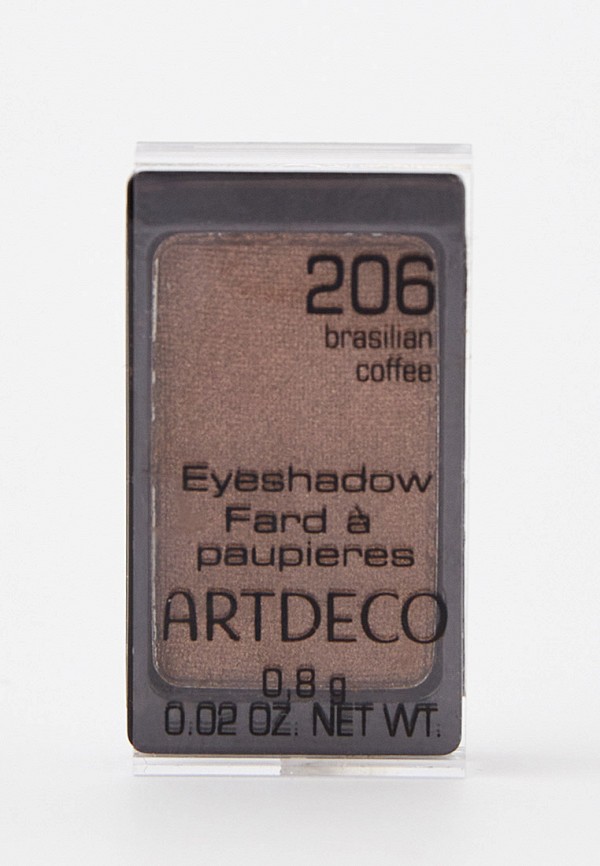 206
brasilian
coffee
Eyeshadow
Fard à
paupieres
ARTDECO
0,8 g
0.02 OZ. NET WT.